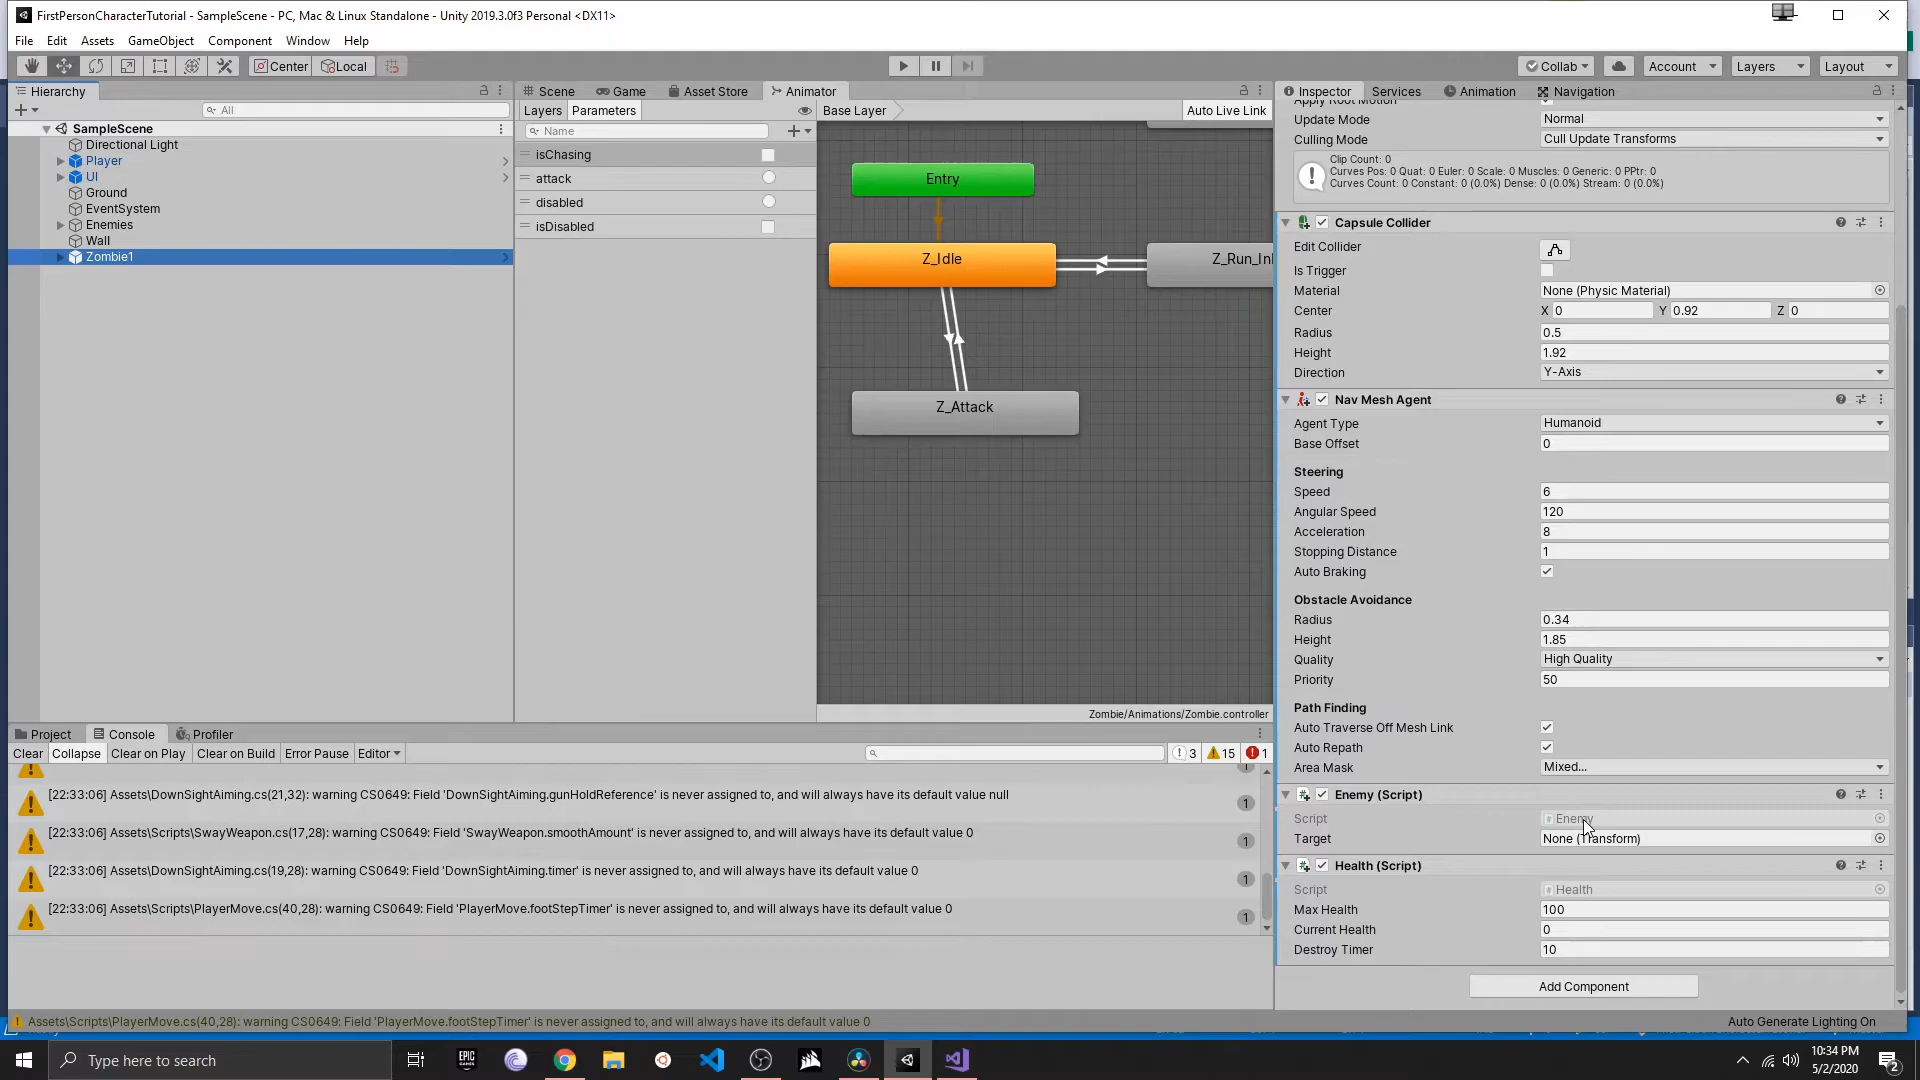 FirstPersonCharacterTutorial - SampleScene - PC, Mac & Linux Standalone - Unity 2019.3.0f3 Personal <DX11>
File Edit Assets GameObject Component Window Help
Center Local Collab Account Layers Layout
Hierarchy
All
SampleScene
Directional Light
Player
UI
Ground
EventSystem
Enemies
Wall
Zombie1
Scene Game Asset Store Animator
Layers Parameters
Name
isChasing
attack
disabled
isDisabled
Base Layer Auto Live Link
Entry
Z_Idle
Z_Attack
Zombie/Animations/Zombie.controller
Inspector Services Animation Navigation
Apply Root Motion
Update Mode Normal
Culling Mode Cull Update Transforms
Clip Count: 0
Curves Pos: 0 Quat: 0 Euler: 0 Scale: 0 Muscles: 0 Generic: 0 PPtr: 0
Curves Count: 0 Constant: 0 (0.0%) Dense: 0 (0.0%) Stream: 0 (0.0%)
Capsule Collider
Edit Collider
Is Trigger
Material None (Physic Material)
Center X 0 Y 0.92 Z 0
Radius 0.5
Height 1.92
Direction Y-Axis
Nav Mesh Agent
Agent Type Humanoid
Base Offset 0
Steering
Speed 6
Angular Speed 120
Acceleration 8
Stopping Distance 1
Auto Braking
Obstacle Avoidance
Radius 0.34
Height 1.85
Quality High Quality
Priority 50
Path Finding
Auto Traverse Off Mesh Link
Auto Repath
Area Mask Mixed...
Enemy (Script)
Script Enemy
Target None (Transform)
Health (Script)
Script Health
Max Health 100
Current Health 0
Destroy Timer 10
Add Component
Project Console Profiler
Clear Collapse Clear on Play Clear on Build Error Pause Editor 3 15 1
[22:33:06] Assets\DownSightAiming.cs(21,32): warning CS0649: Field 'DownSightAiming.gunHoldReference' is never assigned to, and will always have its default value null 1
[22:33:06] Assets\Scripts\SwayWeapon.cs(17,28): warning CS0649: Field 'SwayWeapon.smoothAmount' is never assigned to, and will always have its default value 0 1
[22:33:06] Assets\DownSightAiming.cs(19,28): warning CS0649: Field 'DownSightAiming.timer' is never assigned to, and will always have its default value 0 1
[22:33:06] Assets\Scripts\PlayerMove.cs(40,28): warning CS0649: Field 'PlayerMove.footStepTimer' is never assigned to, and will always have its default value 0 1
Assets\Scripts\PlayerMove.cs(40,28): warning CS0649: Field 'PlayerMove.footStepTimer' is never assigned to, and will always have its default value 0
Auto Generate Lighting On
Type here to search
EPIC GAMES
10:34 PM
5/2/2020
2